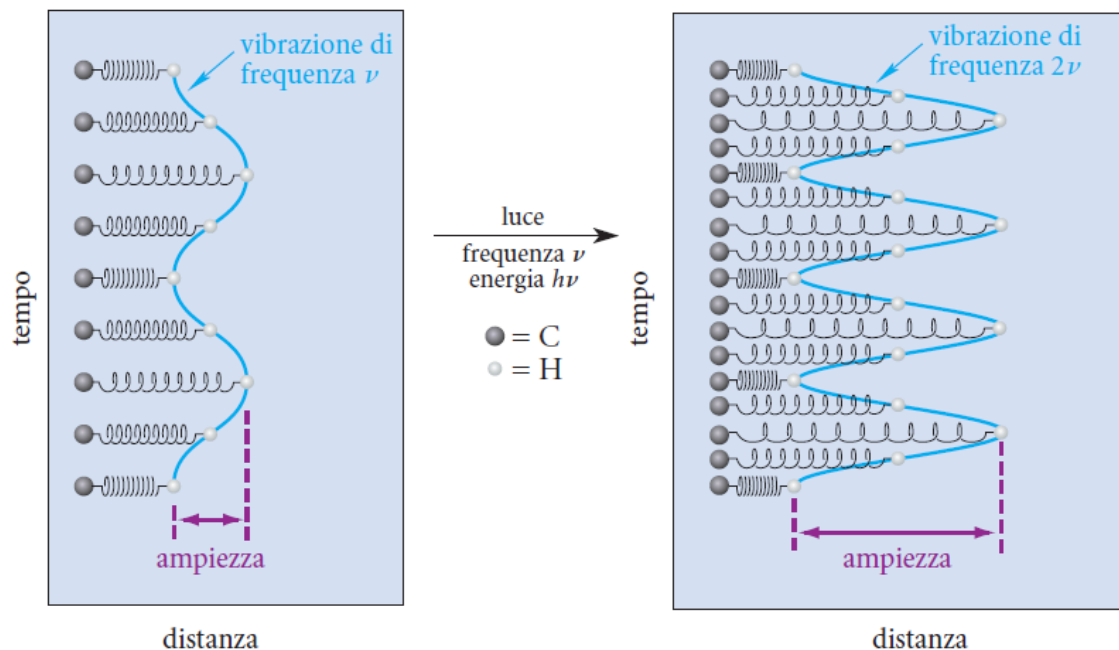 vibrazione di
frequenza ν
tempo
ampiezza
distanza
luce
frequenza ν
energia hν
= C
= H
vibrazione di
frequenza 2ν
tempo
ampiezza
distanza